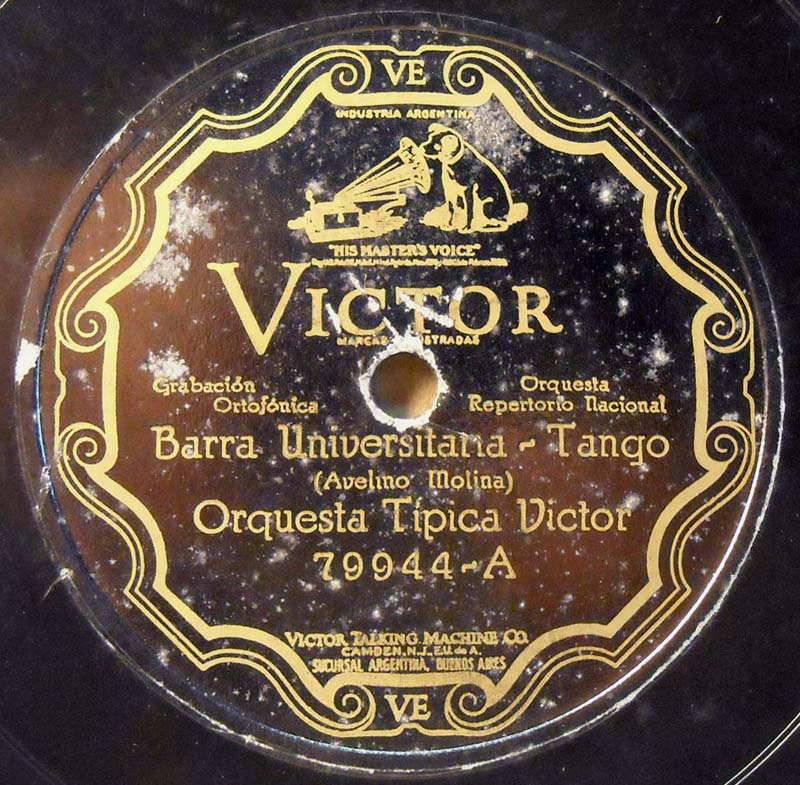 VE
INDUSTRIA ARGENTINA
"HIS MASTER'S VOICE"
VICTOR
MARCAS
Grabación
Ortofónica
Orquesta
Repertorio Nacional
Barra Universitaria ~ Tango
(Avelino Molina)
Orquesta Típica Victor
79944~A
VICTOR TALKING MACHINE CO.
CAMDEN, N.J., E.U. de A.
SUCURSAL ARGENTINA, BUENOS AIRES
VE